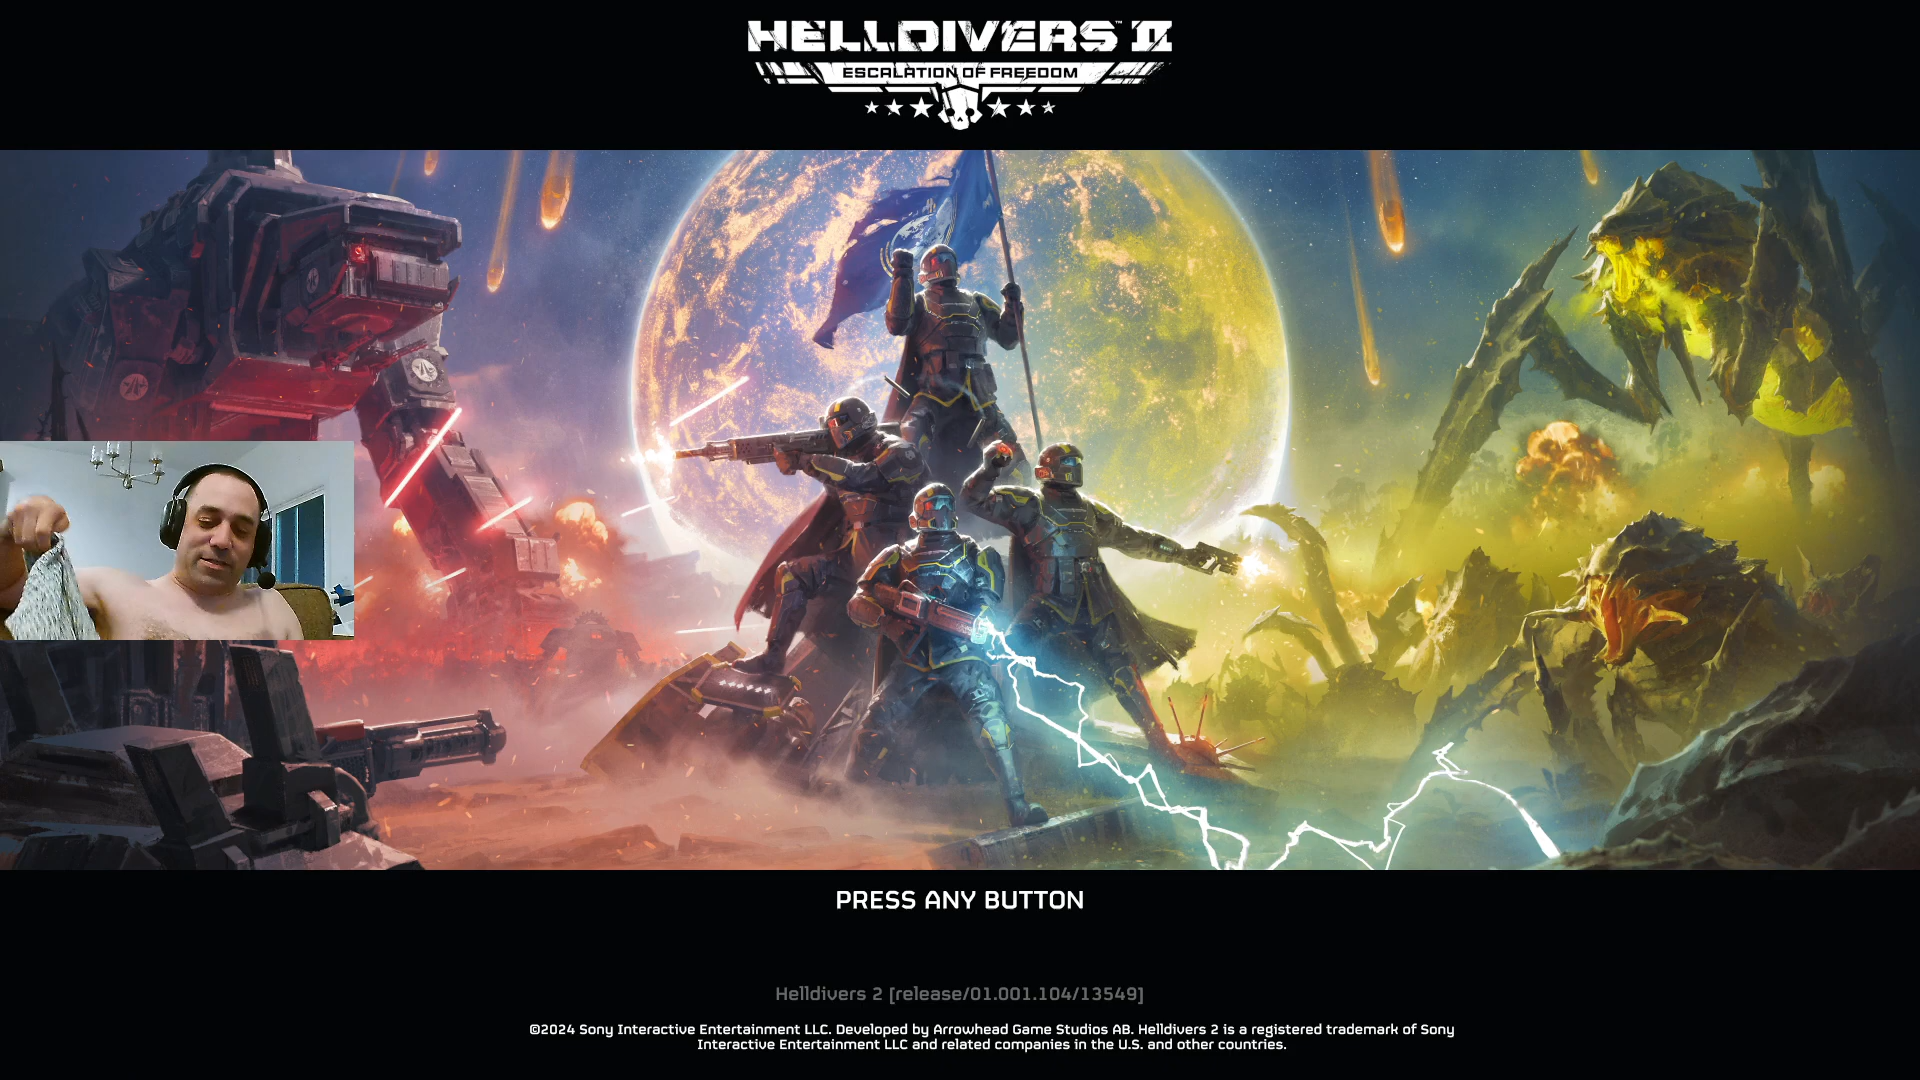 HELLDIVERS™ II
ESCALATION OF FREEDOM
PRESS ANY BUTTON
Helldivers 2 [release/01.001.104/13549]
©2024 Sony Interactive Entertainment LLC. Developed by Arrowhead Game Studios AB. Helldivers 2 is a registered trademark of Sony
Interactive Entertainment LLC and related companies in the U.S. and other countries.